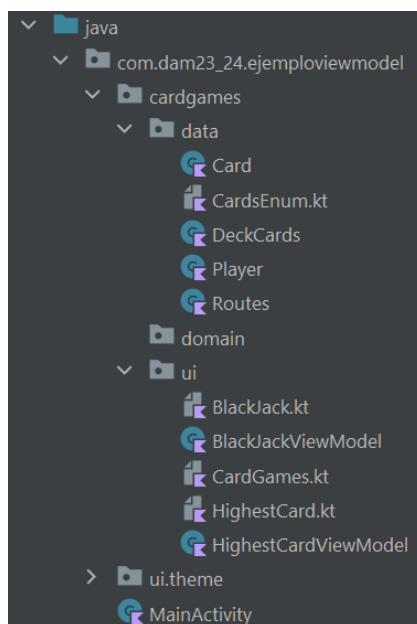 java
com.dam23_24.ejemploviewmodel
cardgames
data
Card
CardsEnum.kt
DeckCards
Player
Routes
domain
ui
BlackJack.kt
BlackJackViewModel
CardGames.kt
HighestCard.kt
HighestCardViewModel
ui.theme
MainActivity